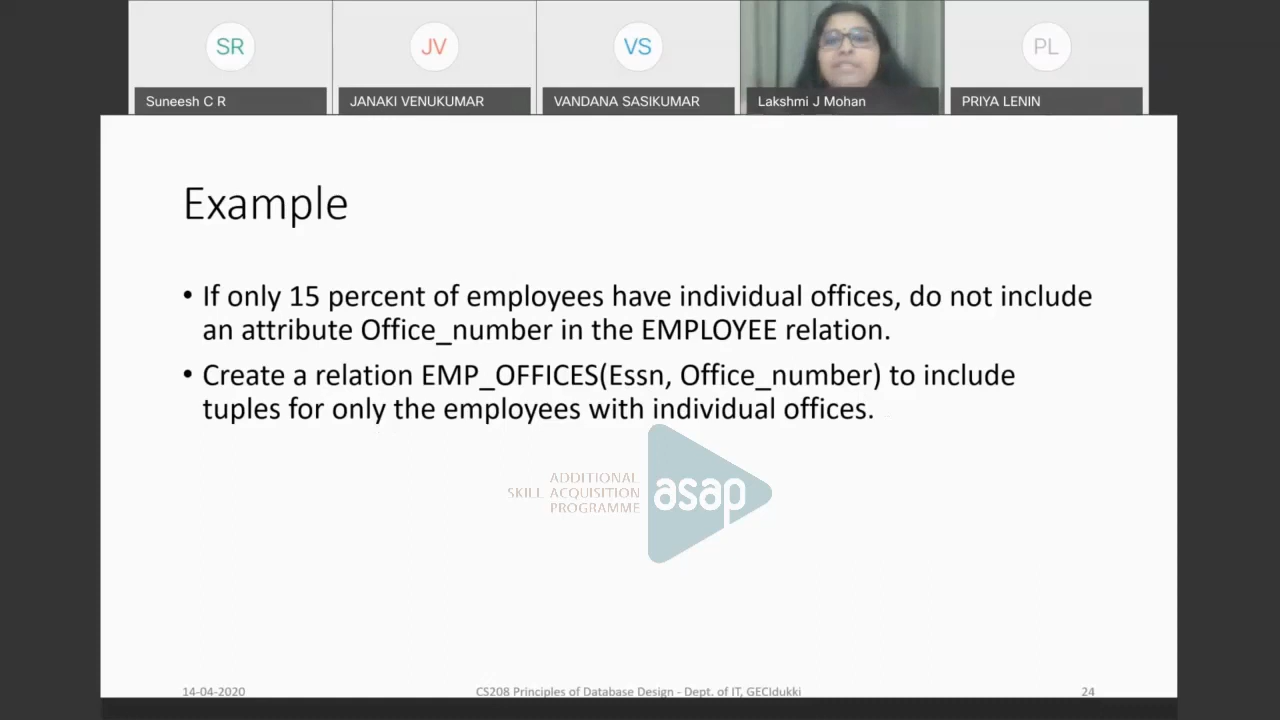 SR
JV
VS
PL
Suneesh C R
JANAKI VENUKUMAR
VANDANA SASIKUMAR
Lakshmi J Mohan
PRIYA LENIN
Example
• If only 15 percent of employees have individual offices, do not include
an attribute Office_number in the EMPLOYEE relation.
• Create a relation EMP_OFFICES(Essn, Office_number) to include
tuples for only the employees with individual offices.
ADDITIONAL
SKILL ACQUISITION
PROGRAMME
asap
14-04-2020
CS208 Principles of Database Design - Dept. of IT, GECIdukki
24